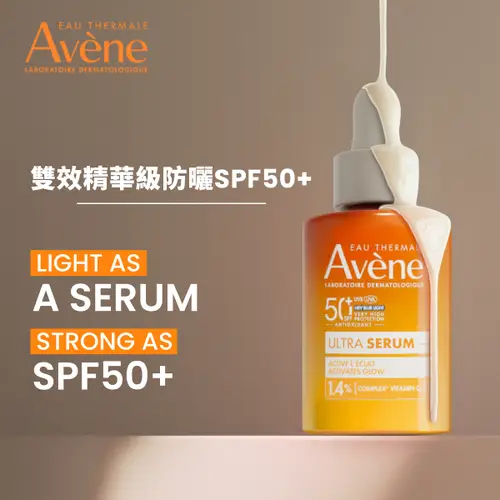 EAU THERMALE
Avène
LABORATOIRE DERMATOLOGIQUE
雙效精華級防曬SPF50+
LIGHT AS
A SERUM
STRONG AS
SPF50+
EAU THERMALE
Avène
LABORATOIRE DERMATOLOGIQUE
50+
SPF
VERY HIGH
PROTECTION
ANTIOXIDANT
ULTRA SERUM
ACTIVE L'ÉCLAT
ACTIVATES GLOW
1.4%
COMPLEX* VITAMIN C